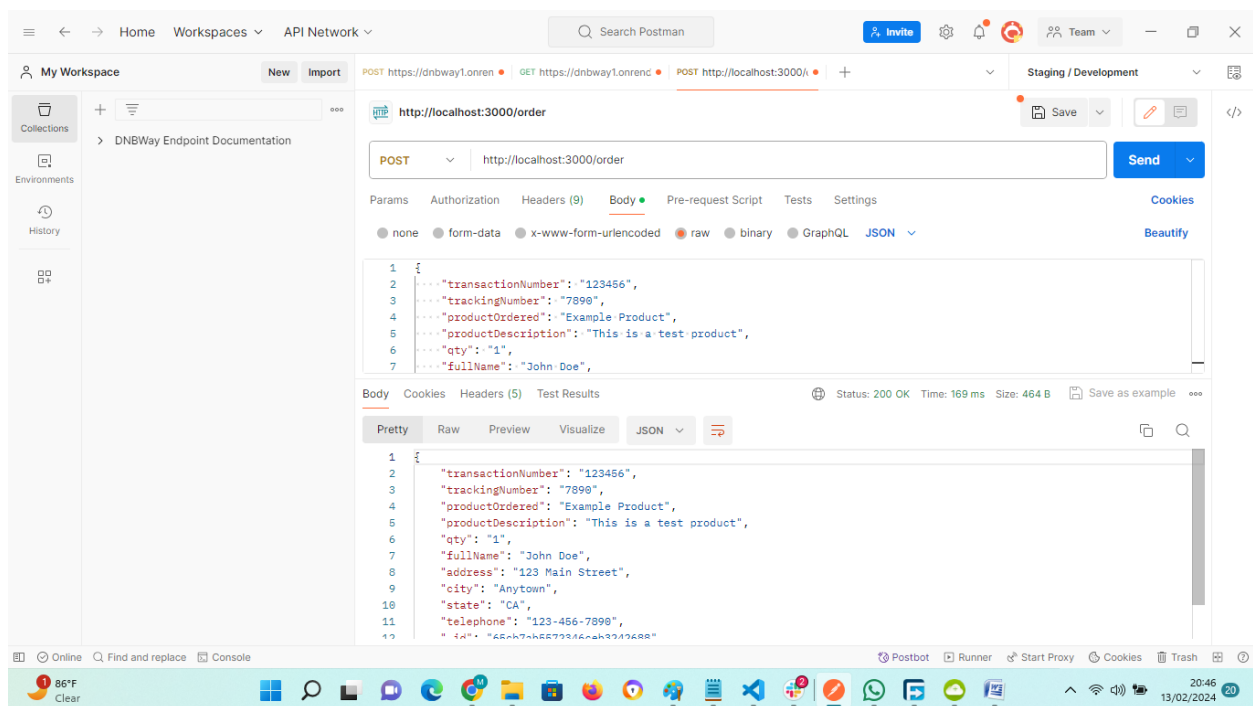 Home Workspaces API Network Search Postman Invite Team
My Workspace New Import POST https://dnbway1.onren GET https://dnbway1.onrend POST http://localhost:3000/ Staging / Development
Collections
Environments
History
DNBWay Endpoint Documentation
HTTP http://localhost:3000/order Save
POST http://localhost:3000/order Send
Params Authorization Headers (9) Body Pre-request Script Tests Settings Cookies
none form-data x-www-form-urlencoded raw binary GraphQL JSON Beautify
1 {
2 "transactionNumber": "123456",
3 "trackingNumber": "7890",
4 "productOrdered": "Example Product",
5 "productDescription": "This is a test product",
6 "qty": "1",
7 "fullName": "John Doe",
Body Cookies Headers (5) Test Results Status: 200 OK Time: 169 ms Size: 464 B Save as example
Pretty Raw Preview Visualize JSON
1 {
2 "transactionNumber": "123456",
3 "trackingNumber": "7890",
4 "productOrdered": "Example Product",
5 "productDescription": "This is a test product",
6 "qty": "1",
7 "fullName": "John Doe",
8 "address": "123 Main Street",
9 "city": "Anytown",
10 "state": "CA",
11 "telephone": "123-456-7890",
12
Online Find and replace Console Postbot Runner Start Proxy Cookies Trash
1 86°F
Clear
2
20:46
13/02/2024
20